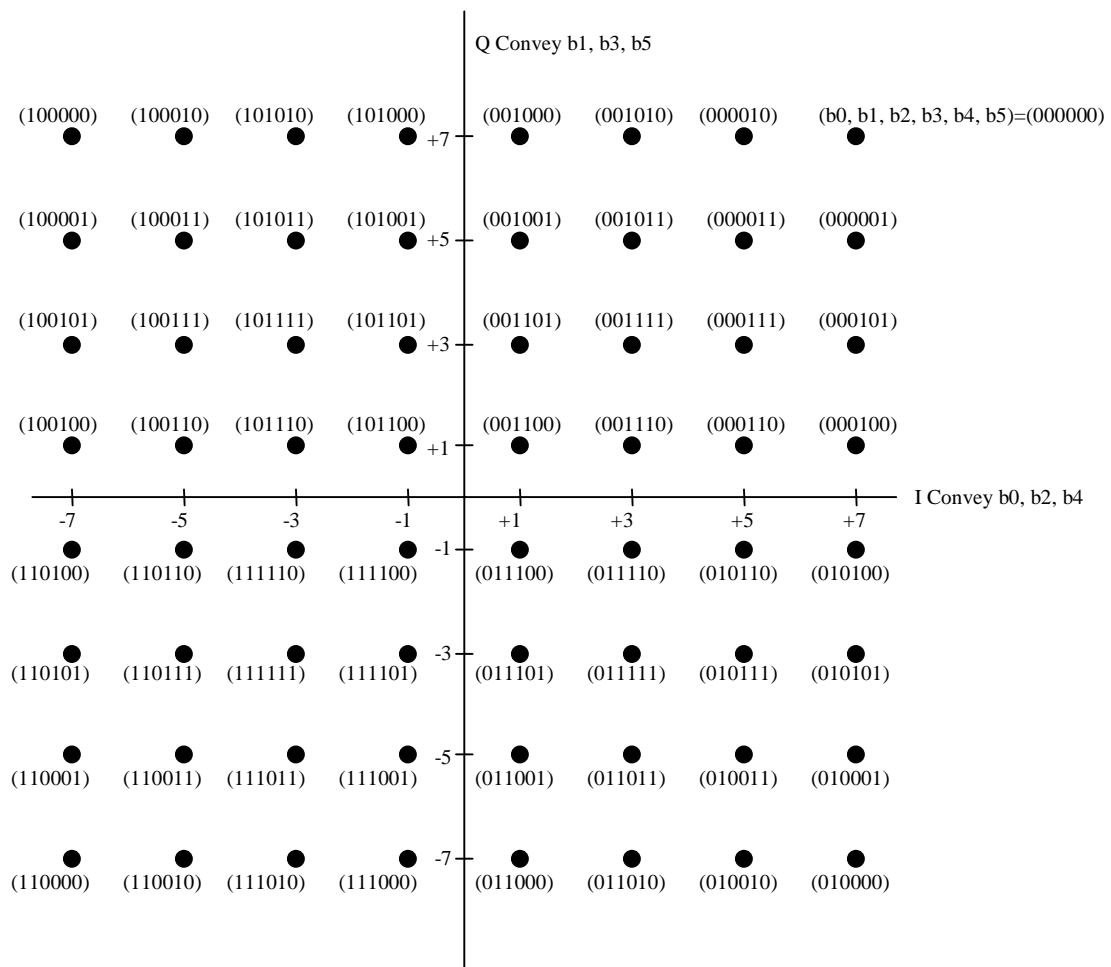 Q Convey b1, b3, b5
(100000) (100010) (101010) (101000) (001000) (001010) (000010) (b0, b1, b2, b3, b4, b5)=(000000)
+7
(100001) (100011) (101011) (101001) (001001) (001011) (000011) (000001)
+5
(100101) (100111) (101111) (101101) (001101) (001111) (000111) (000101)
+3
(100100) (100110) (101110) (101100) (001100) (001110) (000110) (000100)
+1
I Convey b0, b2, b4
-7 -5 -3 -1 +1 +3 +5 +7
-1
(110100) (110110) (111110) (111100) (011100) (011110) (010110) (010100)
-3
(110101) (110111) (111111) (111101) (011101) (011111) (010111) (010101)
-5
(110001) (110011) (111011) (111001) (011001) (011011) (010011) (010001)
-7
(110000) (110010) (111010) (111000) (011000) (011010) (010010) (010000)